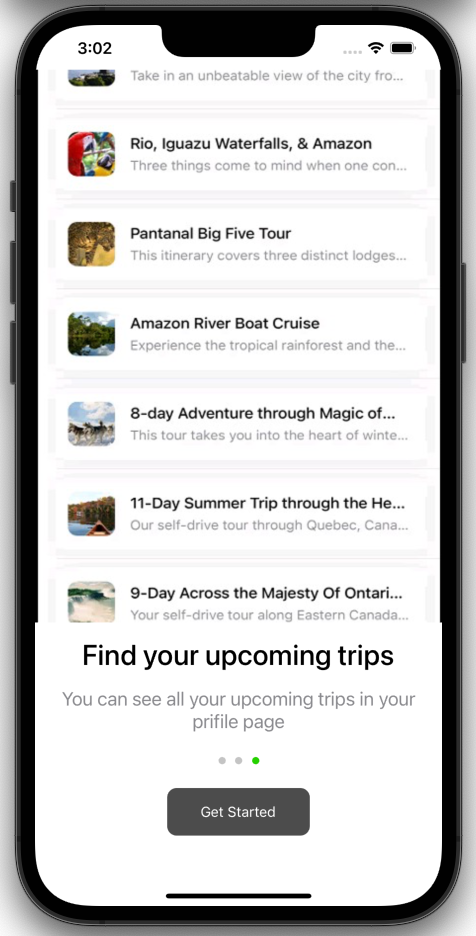 3:02
Take in an unbeatable view of the city fro...
Rio, Iguazu Waterfalls, & Amazon
Three things come to mind when one con...
Pantanal Big Five Tour
This itinerary covers three distinct lodges...
Amazon River Boat Cruise
Experience the tropical rainforest and the...
8-day Adventure through Magic of...
This tour takes you into the heart of winte...
11-Day Summer Trip through the He...
Our self-drive tour through Quebec, Cana...
9-Day Across the Majesty Of Ontari...
Your self-drive tour along Eastern Canada...
Find your upcoming trips
You can see all your upcoming trips in your
prifile page
Get Started